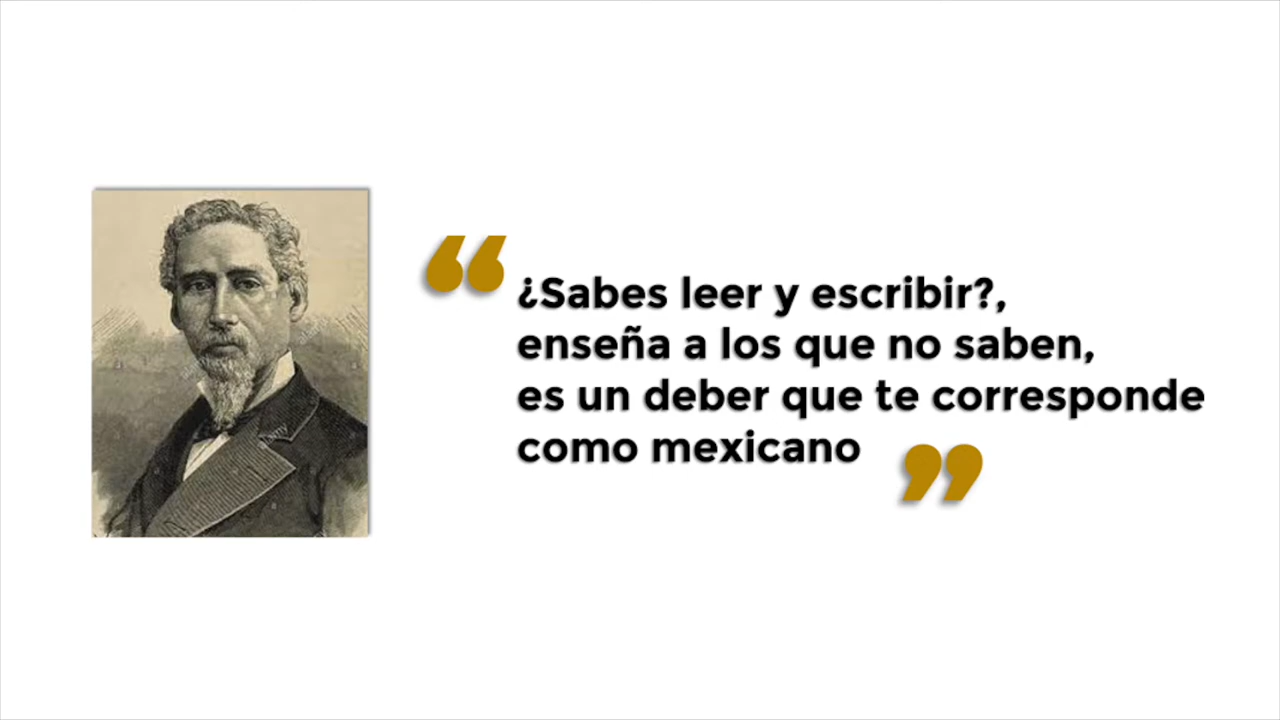 “¿Sabes leer y escribir?,
enseña a los que no saben,
es un deber que te corresponde
como mexicano”